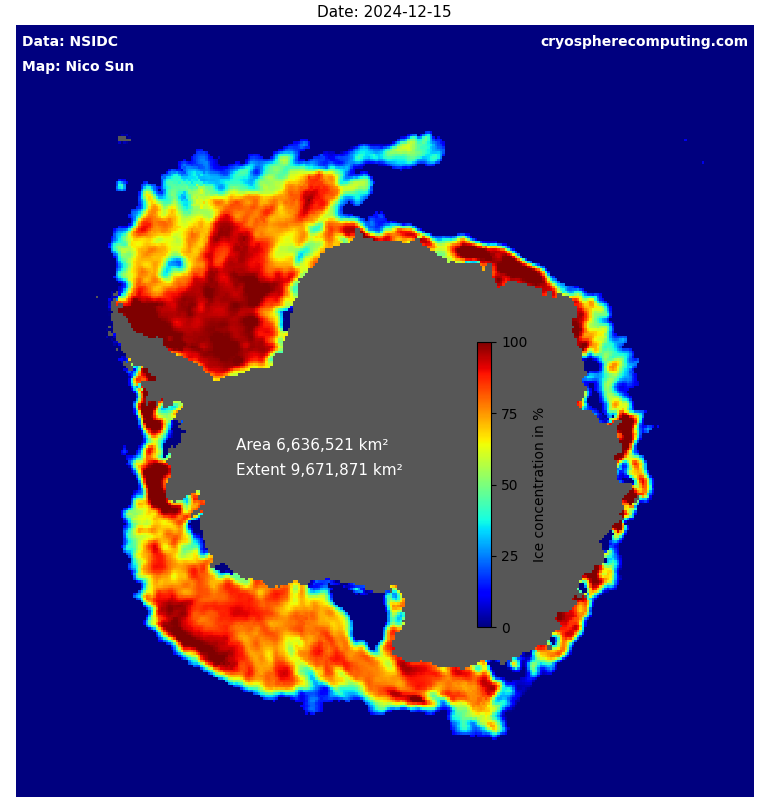 Date: 2024-12-15
Data: NSIDC
cryospherecomputing.com
Map: Nico Sun
100
75
50
25
0
Ice concentration in %
Area 6,636,521 km²
Extent 9,671,871 km²